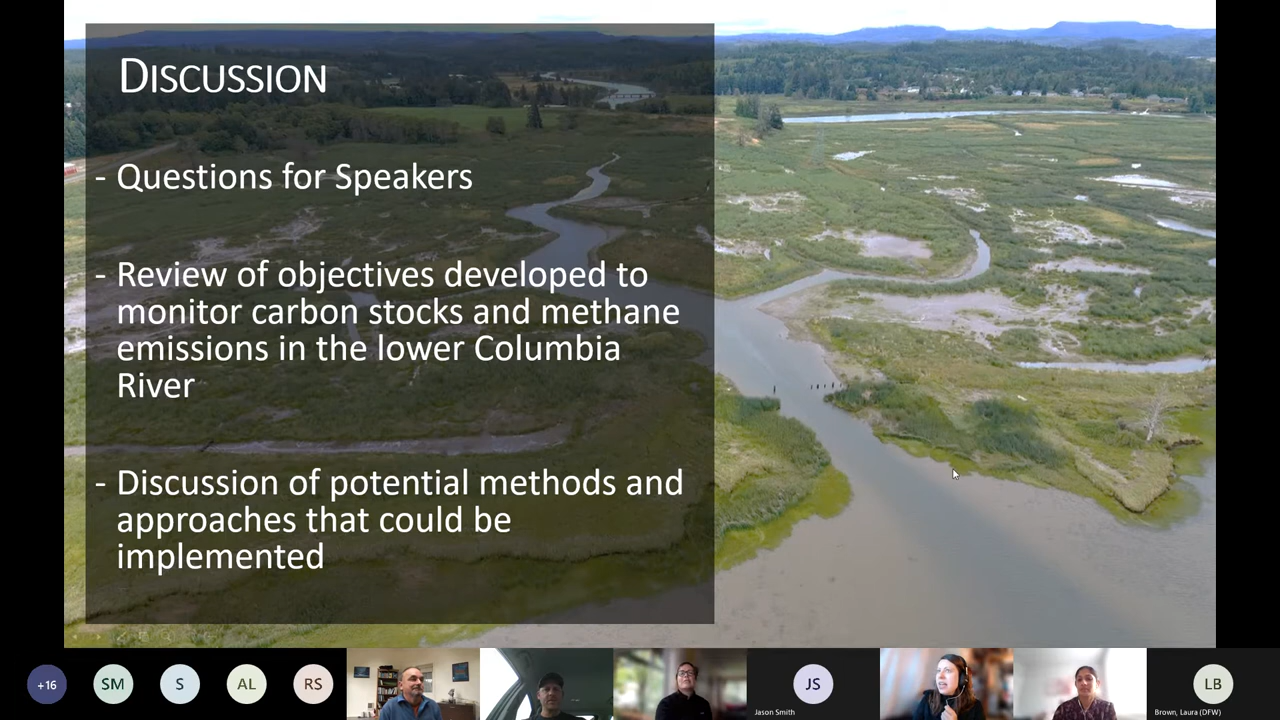 DISCUSSION
- Questions for Speakers
- Review of objectives developed to
monitor carbon stocks and methane
emissions in the lower Columbia
River
- Discussion of potential methods and
approaches that could be
implemented
+16
SM
S
AL
RS
JS
Jason Smith
LB
Brown, Laura (DFW)